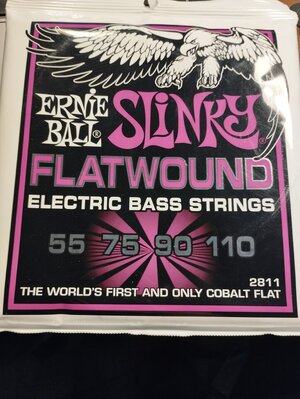 ERNIE BALL® SLINKY®
FLATWOUND
ELECTRIC BASS STRINGS
55 75 90 110
2811
THE WORLD'S FIRST AND ONLY COBALT FLAT